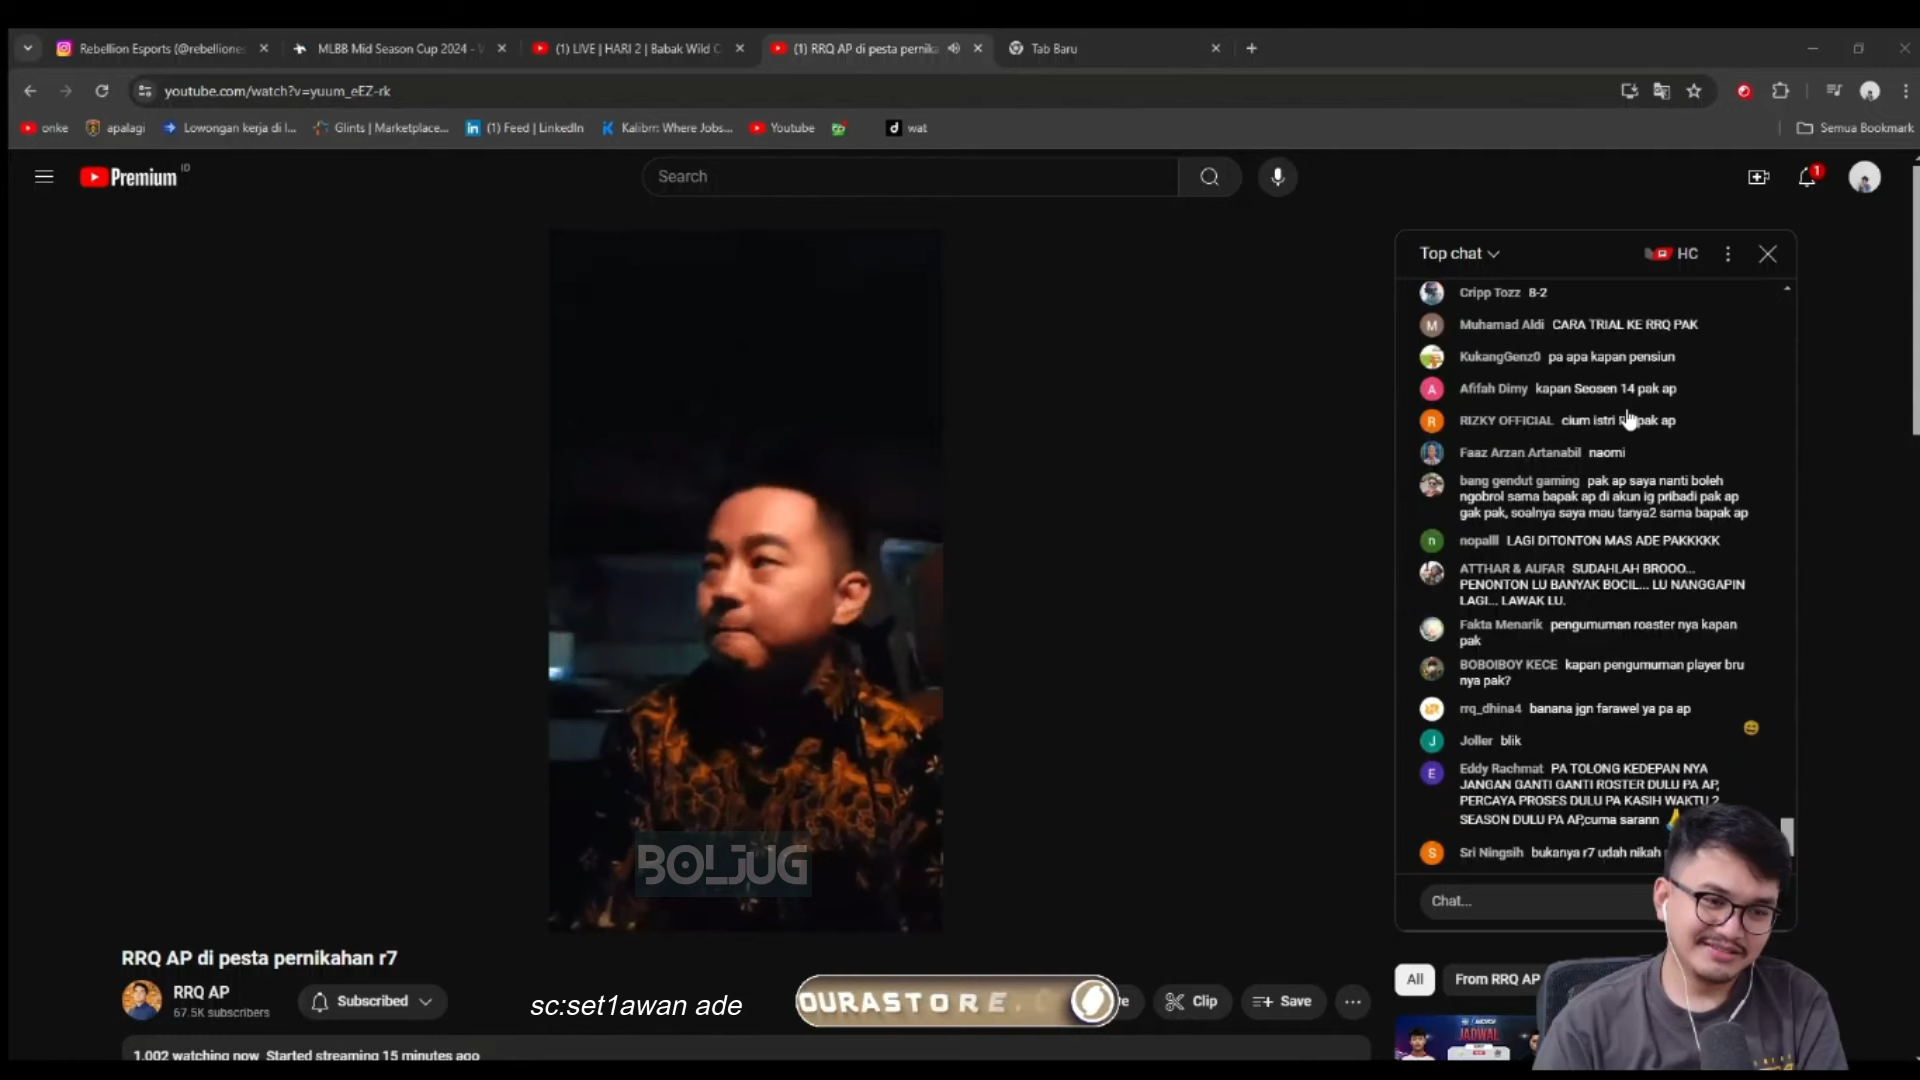 Rebellion Esports (@rebelliones
MLBB Mid Season Cup 2024 -
(1) LIVE | HARI 2 | Babak Wild C
(1) RRQ AP di pesta pernika
Tab Baru
youtube.com/watch?v=yuum_eEZ-rk
onke
apalagi
Lowongan kerja di I...
Glints | Marketplace...
(1) Feed | LinkedIn
Kalibrr: Where Jobs...
Youtube
wat
Semua Bookmark
Premium ID
Search
1
Top chat
HC
Cripp Tozz 8-2
Muhamad Aldi CARA TRIAL KE RRQ PAK
KukangGenz0 pa apa kapan pensiun
Afifah Dimy kapan Seosen 14 pak ap
RIZKY OFFICIAL cium istri pak ap
Faaz Arzan Artanabil naomi
bang gendut gaming pak ap saya nanti boleh
ngobrol sama bapak ap di akun ig pribadi pak ap
gak pak, soalnya saya mau tanya2 sama bapak ap
nopalll LAGI DITONTON MAS ADE PAKKKKK
ATTHAR & AUFAR SUDAHLAH BROOO...
PENONTON LU BANYAK BOCIL... LU NANGGAPIN
LAGI... LAWAK LU.
Fakta Menarik pengumuman roaster nya kapan
pak
BOBOIBOY KECE kapan pengumuman player bru
nya pak?
rrq_dhina4 banana jgn farawel ya pa ap
Joller blik
Eddy Rachmat PA TOLONG KEDEPAN NYA
JANGAN GANTI GANTI ROSTER DULU PA AP,
PERCAYA PROSES DULU PA KASIH WAKTU 2
SEASON DULU PA AP,cuma sarann
Sri Ningsih bukanya r7 udah nikah
Chat...
BOLJUG
RRQ AP di pesta pernikahan r7
RRQ AP
67.5K subscribers
Subscribed
sc:set1awan ade
OURASTORE.
Clip
Save
All
From RRQ AP
JADWAL
1,002 watching now Started streaming 15 minutes ago